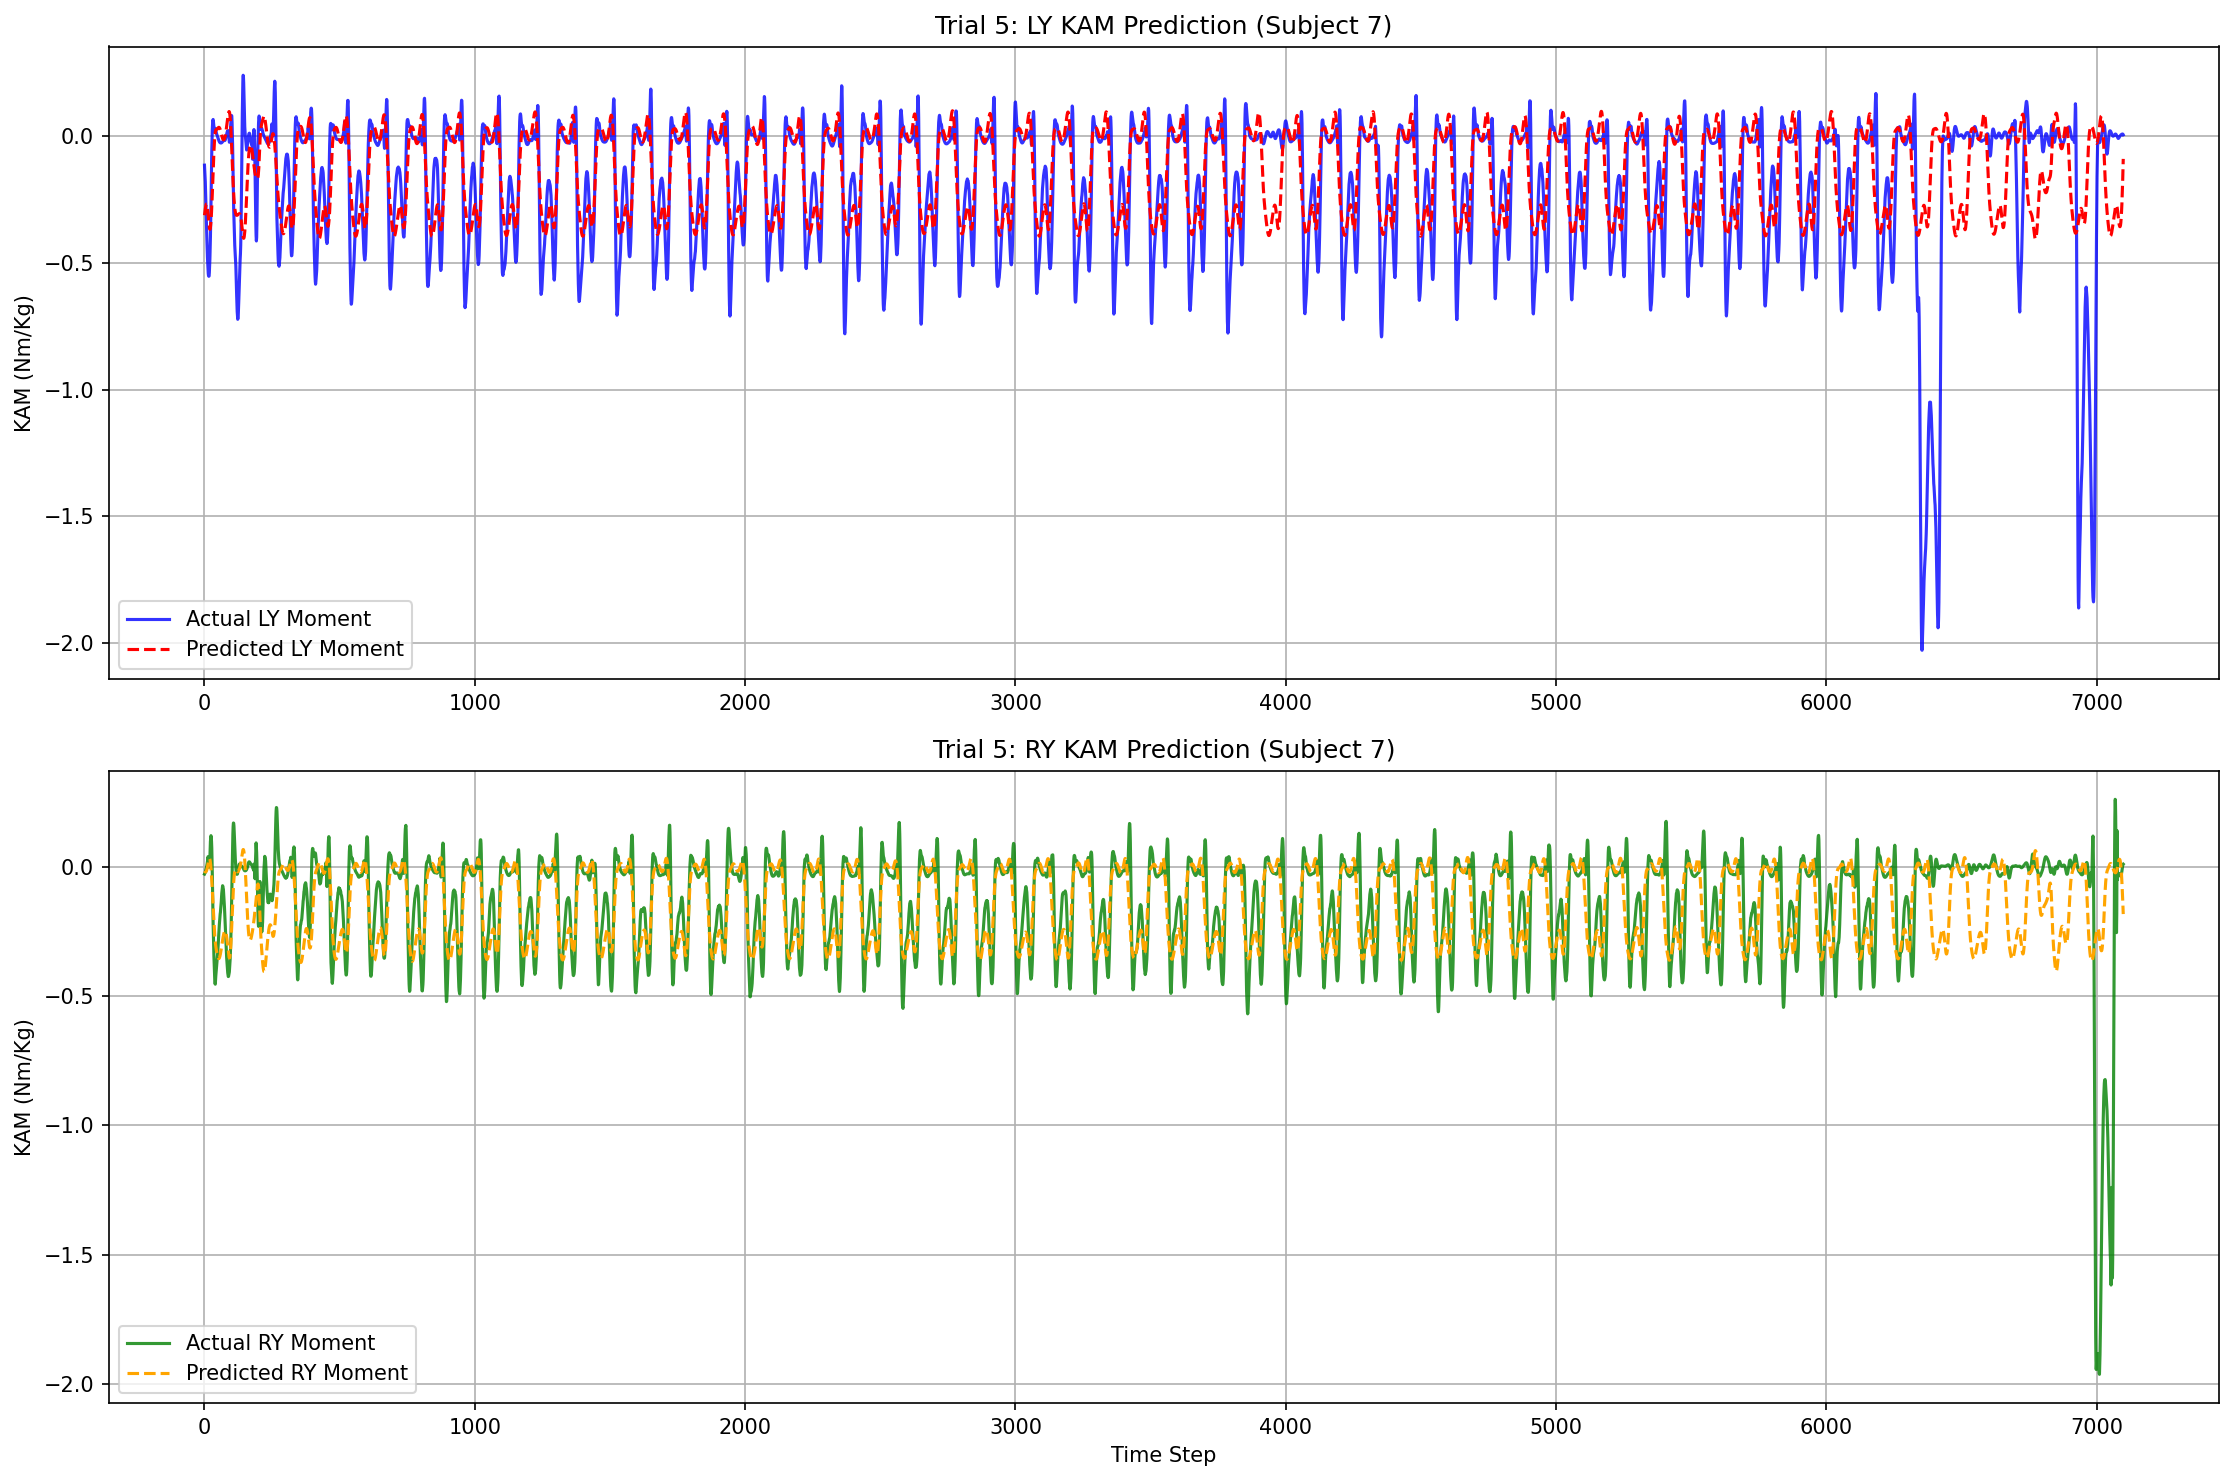 Trial 5: LY KAM Prediction (Subject 7)
KAM (Nm/Kg)
0.0
−0.5
−1.0
−1.5
−2.0
Actual LY Moment
Predicted LY Moment
0 1000 2000 3000 4000 5000 6000 7000
Trial 5: RY KAM Prediction (Subject 7)
KAM (Nm/Kg)
0.0
−0.5
−1.0
−1.5
−2.0
Actual RY Moment
Predicted RY Moment
0 1000 2000 3000 4000 5000 6000 7000
Time Step